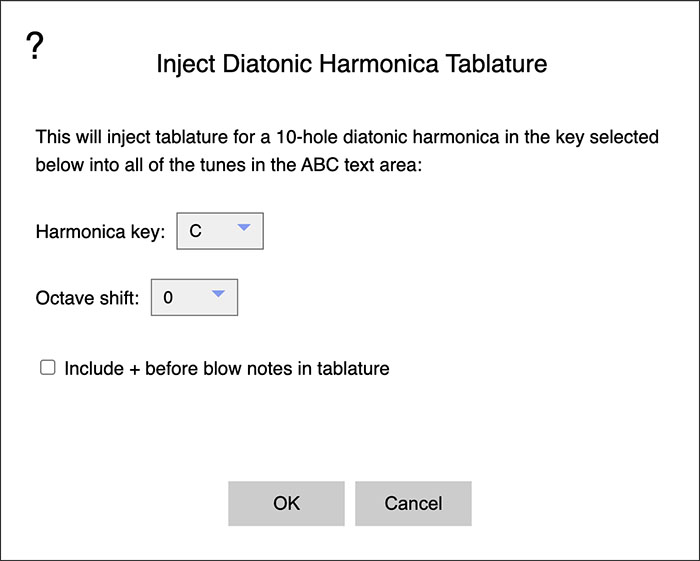 ?
Inject Diatonic Harmonica Tablature
This will inject tablature for a 10-hole diatonic harmonica in the key selected
below into all of the tunes in the ABC text area:
Harmonica key: C
Octave shift: 0
Include + before blow notes in tablature
OK Cancel